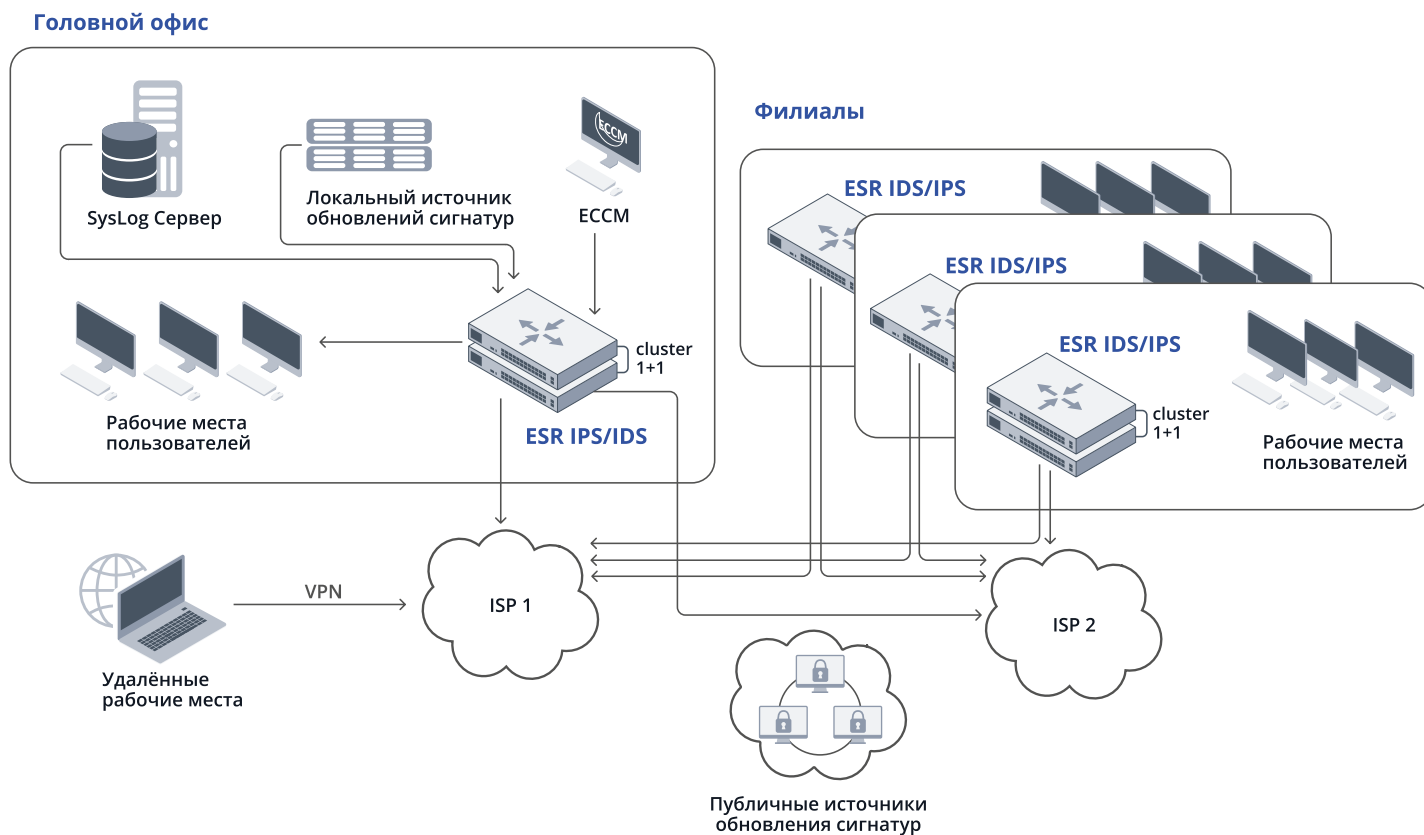 Головной офис
ECCM
SysLog Сервер
Локальный источник
обновлений сигнатур
ECCM
cluster
1+1
Рабочие места
пользователей
ESR IPS/IDS
Филиалы
ESR IDS/IPS
ESR IDS/IPS
ESR IDS/IPS
cluster
1+1
Рабочие места
пользователей
VPN
Удалённые
рабочие места
ISP 1
ISP 2
Публичные источники
обновления сигнатур